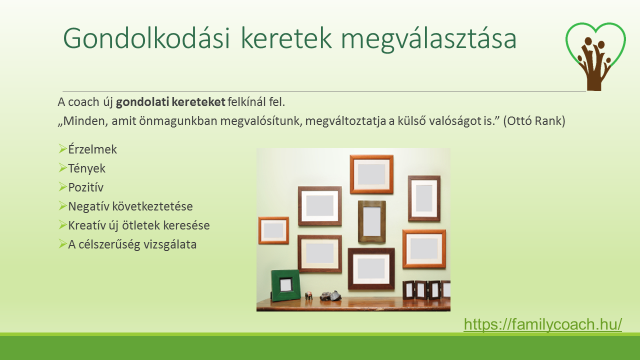 Gondolkodási keretek megválasztása
A coach új gondolati kereteket felkínál fel.
„Minden, amit önmagunkban megvalósítunk, megváltoztatja a külső valóságot is.” (Ottó Rank)
Érzelmek
Tények
Pozitív
Negatív következtetése
Kreatív új ötletek keresése
A célszerűség vizsgálata
https://familycoach.hu/